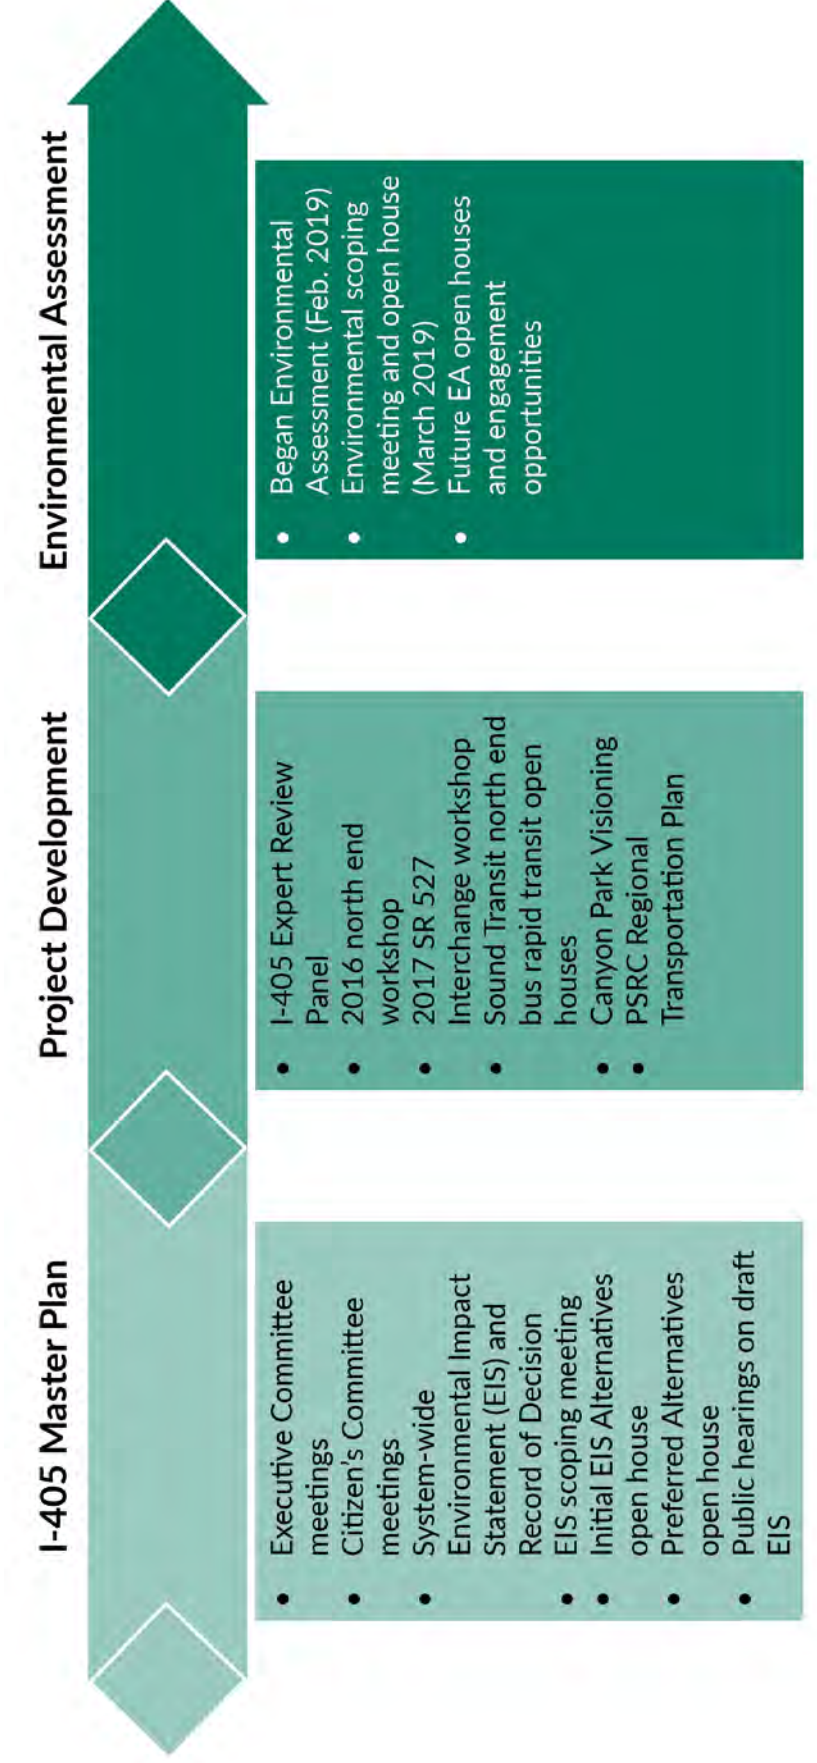 I-405 Master Plan
• Executive Committee
meetings
• Citizen's Committee
meetings
• System-wide
Environmental Impact
Statement (EIS) and
Record of Decision
• EIS scoping meeting
• Initial EIS Alternatives
open house
• Preferred Alternatives
open house
• Public hearings on draft
EIS
Project Development
• I-405 Expert Review
Panel
• 2016 north end
workshop
• 2017 SR 527
Interchange workshop
• Sound Transit north end
bus rapid transit open
houses
• Canyon Park Visioning
• PSRC Regional
Transportation Plan
Environmental Assessment
• Began Environmental
Assessment (Feb. 2019)
• Environmental scoping
meeting and open house
(March 2019)
• Future EA open houses
and engagement
opportunities